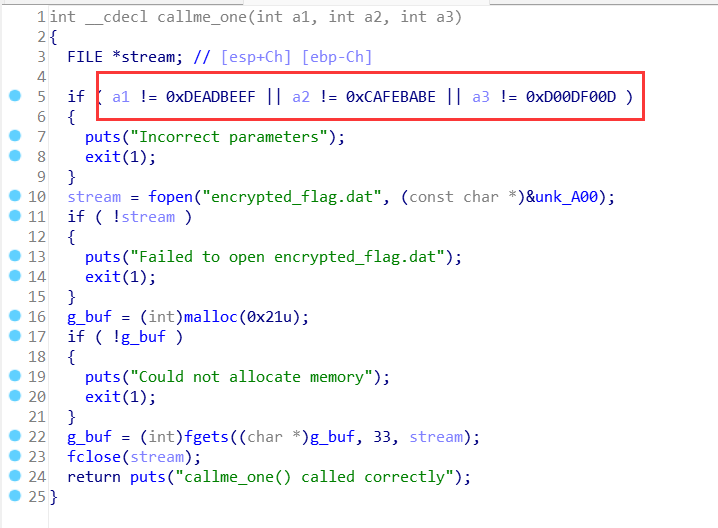 1 int __cdecl callme_one(int a1, int a2, int a3)
2 {
3 FILE *stream; // [esp+Ch] [ebp-Ch]
4
5 if ( a1 != 0xDEADBEEF || a2 != 0xCAFEBABE || a3 != 0xD00DF00D )
6 {
7 puts("Incorrect parameters");
8 exit(1);
9 }
10 stream = fopen("encrypted_flag.dat", (const char *)&unk_A00);
11 if ( !stream )
12 {
13 puts("Failed to open encrypted_flag.dat");
14 exit(1);
15 }
16 g_buf = (int)malloc(0x21u);
17 if ( !g_buf )
18 {
19 puts("Could not allocate memory");
20 exit(1);
21 }
22 g_buf = (int)fgets((char *)g_buf, 33, stream);
23 fclose(stream);
24 return puts("callme_one() called correctly");
25 }